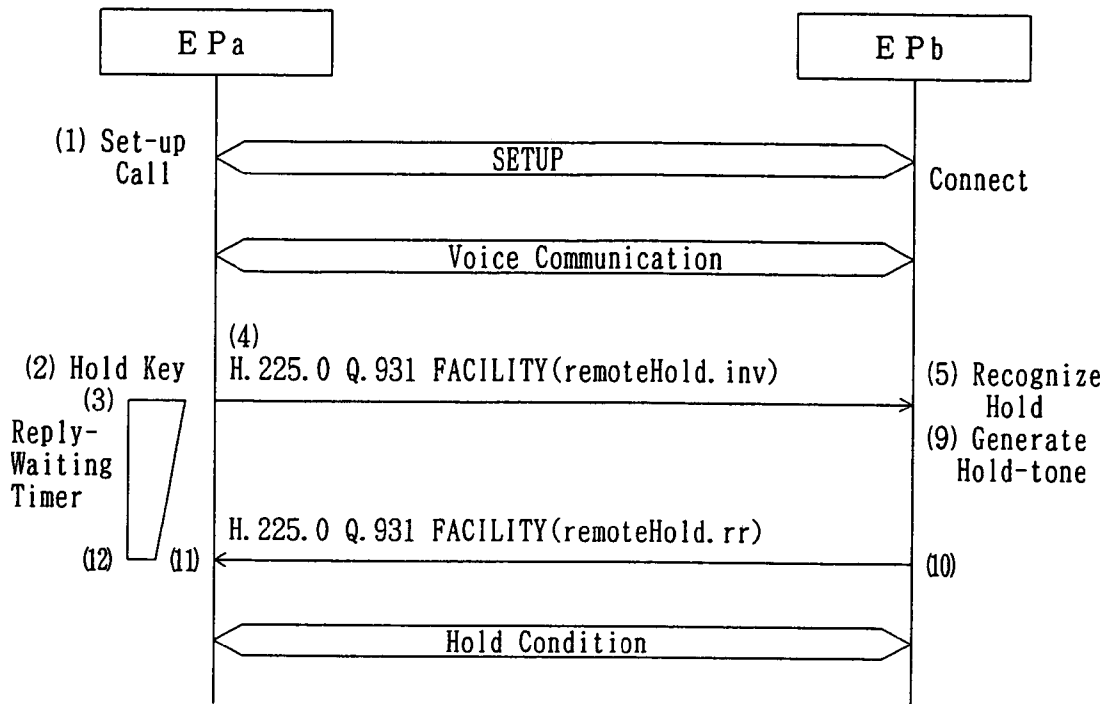 EPa
EPb
(1) Set-up
Call
SETUP
Connect
Voice Communication
(4)
(2) Hold Key
H.225.0 Q.931 FACILITY(remoteHold.inv)
(5) Recognize
Hold
(3)
Reply-
Waiting
Timer
(9) Generate
Hold-tone
H.225.0 Q.931 FACILITY(remoteHold.rr)
(12)
(11)
(10)
Hold Condition